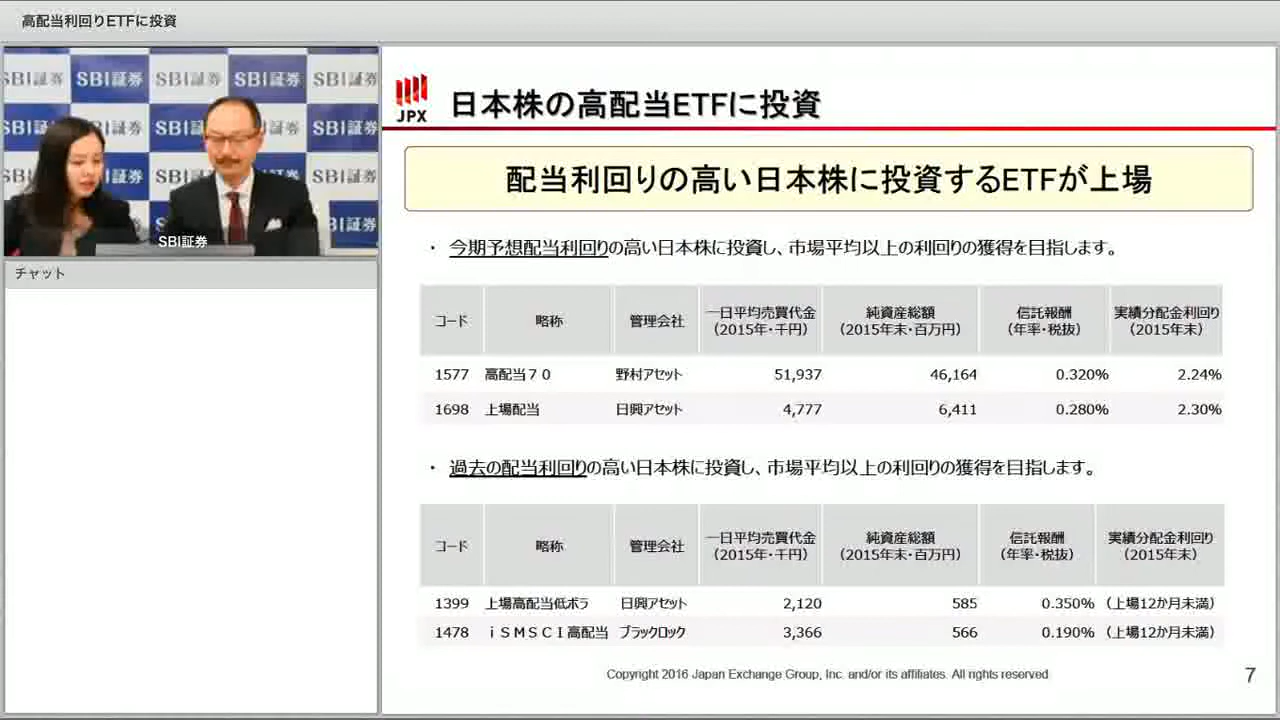 高配当利回りETFに投資
SBI証券 SBI証券 SBI証券 SBI証券 SBI証券
SBI証券
チャット
JPX
日本株の高配当ETFに投資
配当利回りの高い日本株に投資するETFが上場
・ 今期予想配当利回りの高い日本株に投資し、市場平均以上の利回りの獲得を目指します。
コード 略称 管理会社 一日平均売買代金(2015年・千円) 純資産総額(2015年末・百万円) 信託報酬(年率・税抜) 実績分配金利回り(2015年末)
1577 高配当70 野村アセット 51,937 46,164 0.320% 2.24%
1698 上場配当 日興アセット 4,777 6,411 0.280% 2.30%
・ 過去の配当利回りの高い日本株に投資し、市場平均以上の利回りの獲得を目指します。
コード 略称 管理会社 一日平均売買代金(2015年・千円) 純資産総額(2015年末・百万円) 信託報酬(年率・税抜) 実績分配金利回り(2015年末)
1399 上場高配当低ボラ 日興アセット 2,120 585 0.350% (上場12か月未満)
1478 iSMSCI高配当 ブラックロック 3,366 566 0.190% (上場12か月未満)
Copyright 2016 Japan Exchange Group, Inc. and/or its affiliates. All rights reserved
7